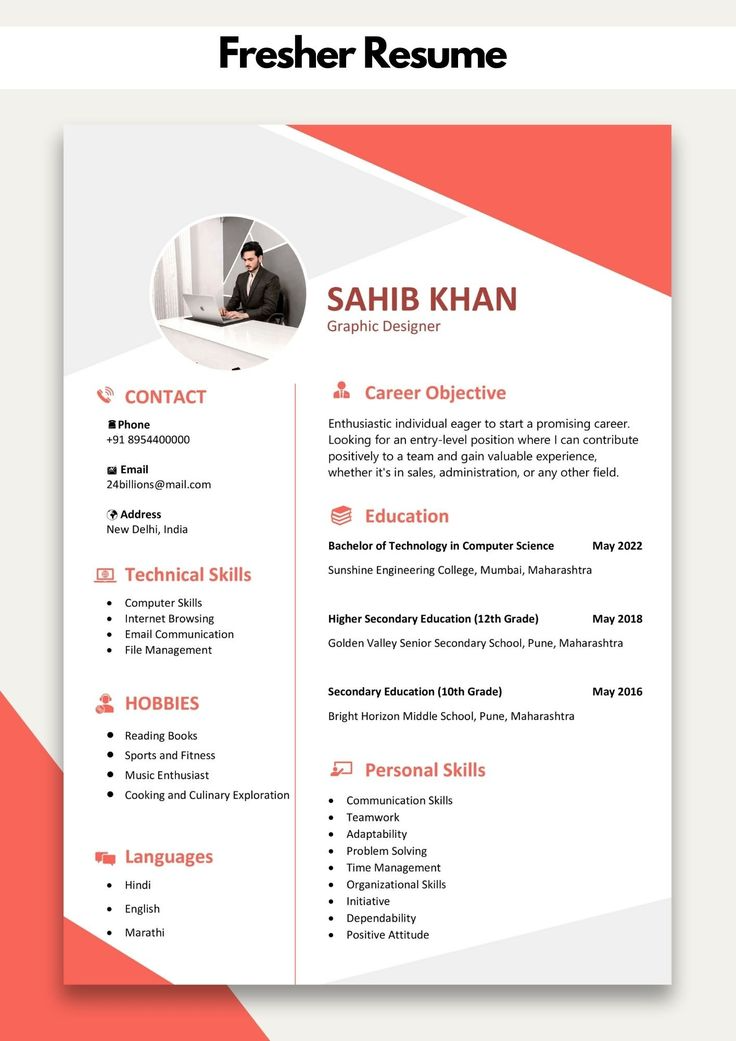 Fresher Resume
SAHIB KHAN
Graphic Designer
CONTACT
Phone
+91 8954400000
Email
24billions@mail.com
Address
New Delhi, India
Technical Skills
• Computer Skills
• Internet Browsing
• Email Communication
• File Management
HOBBIES
• Reading Books
• Sports and Fitness
• Music Enthusiast
• Cooking and Culinary Exploration
Languages
• Hindi
• English
• Marathi
Career Objective
Enthusiastic individual eager to start a promising career.
Looking for an entry-level position where I can contribute
positively to a team and gain valuable experience,
whether it's in sales, administration, or any other field.
Education
Bachelor of Technology in Computer Science May 2022
Sunshine Engineering College, Mumbai, Maharashtra
Higher Secondary Education (12th Grade) May 2018
Golden Valley Senior Secondary School, Pune, Maharashtra
Secondary Education (10th Grade) May 2016
Bright Horizon Middle School, Pune, Maharashtra
Personal Skills
• Communication Skills
• Teamwork
• Adaptability
• Problem Solving
• Time Management
• Organizational Skills
• Initiative
• Dependability
• Positive Attitude